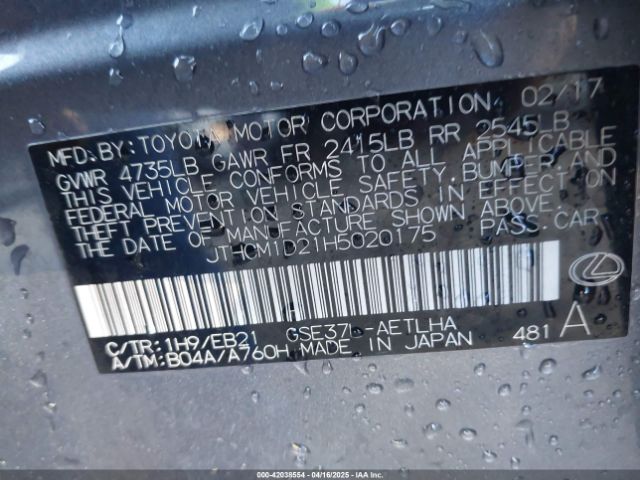 MFD.BY:TOYOTA MOTOR CORPORATION 02/17
GVWR 4735LB GAWR FR 2415LB RR 2545LB
THIS VEHICLE CONFORMS TO ALL APPLICABLE
FEDERAL MOTOR VEHICLE SAFETY, BUMPER, AND
THEFT PREVENTION STANDARDS IN EFFECT ON
THE DATE OF MANUFACTURE SHOWN ABOVE.
JTHCM1D21H5020175 PASS.CAR
C/TR:1H9/EB21 GSE37L-AETLHA
A/TM:B04A/A760H MADE IN JAPAN 481 A
000-42038554 - 04/16/2025 - IAAI.COM